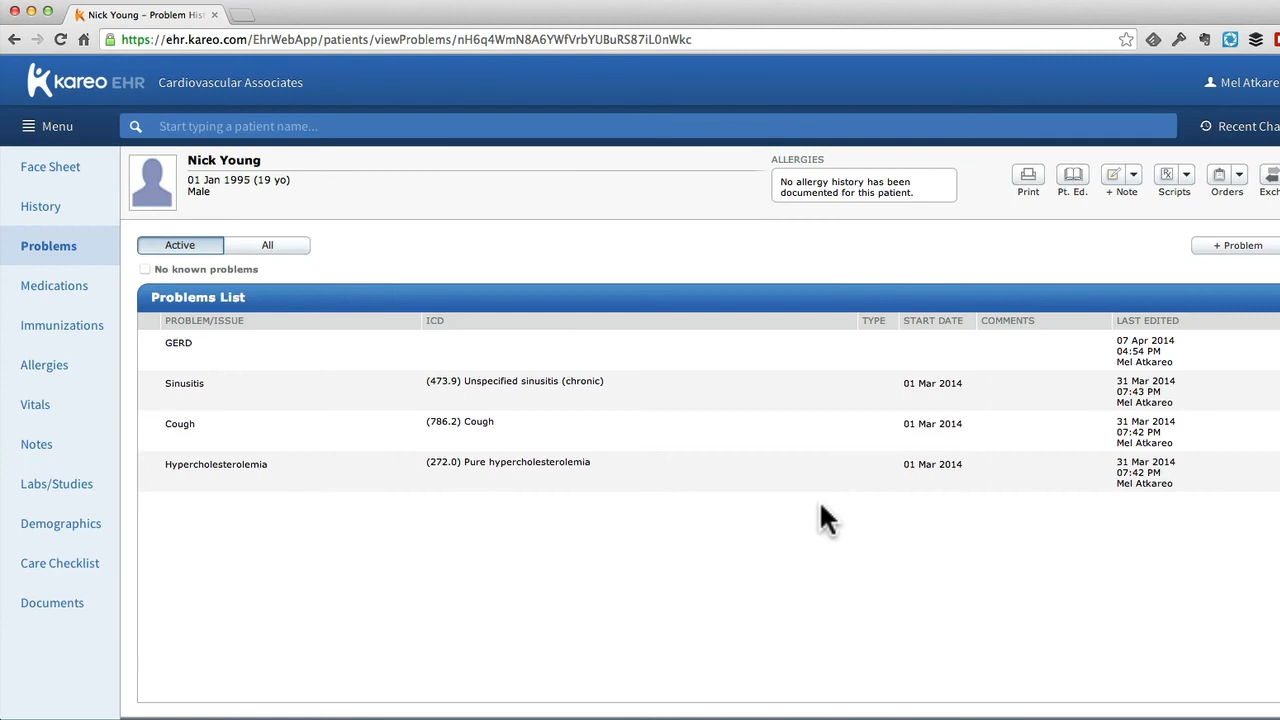 Nick Young – Problem His
https://ehr.kareo.com/EhrWebApp/patients/viewProblems/nH6q4WmN8A6YWfVrbYUBuRS87iL0nWkc
kareo EHR Cardiovascular Associates
Mel Atkare
Menu
Start typing a patient name...
Recent Cha
Face Sheet
History
Problems
Medications
Immunizations
Allergies
Vitals
Notes
Labs/Studies
Demographics
Care Checklist
Documents
Nick Young
01 Jan 1995 (19 yo)
Male
ALLERGIES
No allergy history has been
documented for this patient.
Print Pt. Ed. + Note Scripts Orders Exch
Active All
+ Problem
No known problems
Problems List
PROBLEM/ISSUE ICD TYPE START DATE COMMENTS LAST EDITED
GERD 07 Apr 2014
04:54 PM
Mel Atkareo
Sinusitis (473.9) Unspecified sinusitis (chronic) 01 Mar 2014 31 Mar 2014
07:43 PM
Mel Atkareo
Cough (786.2) Cough 01 Mar 2014 31 Mar 2014
07:42 PM
Mel Atkareo
Hypercholesterolemia (272.0) Pure hypercholesterolemia 01 Mar 2014 31 Mar 2014
07:42 PM
Mel Atkareo